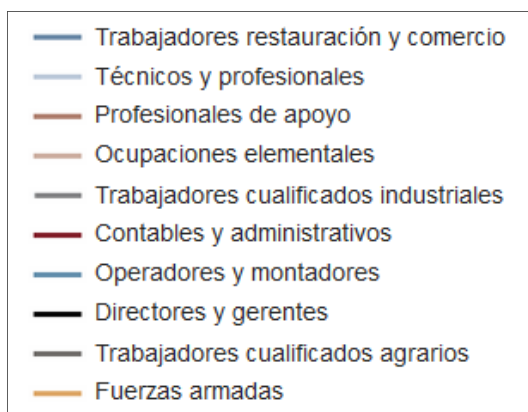 Trabajadores restauración y comercio
Técnicos y profesionales
Profesionales de apoyo
Ocupaciones elementales
Trabajadores cualificados industriales
Contables y administrativos
Operadores y montadores
Directores y gerentes
Trabajadores cualificados agrarios
Fuerzas armadas